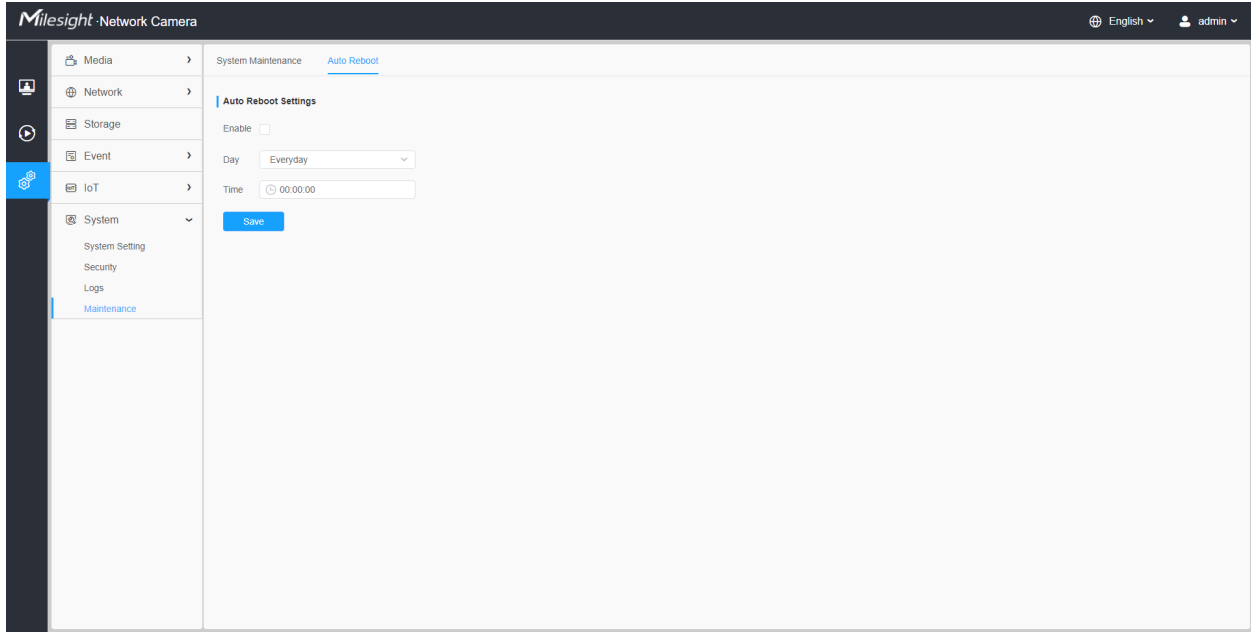 Milesight · Network Camera
English
admin
Media
Network
Storage
Event
IoT
System
System Setting
Security
Logs
Maintenance
System Maintenance Auto Reboot
Auto Reboot Settings
Enable
Day Everyday
Time 00:00:00
Save